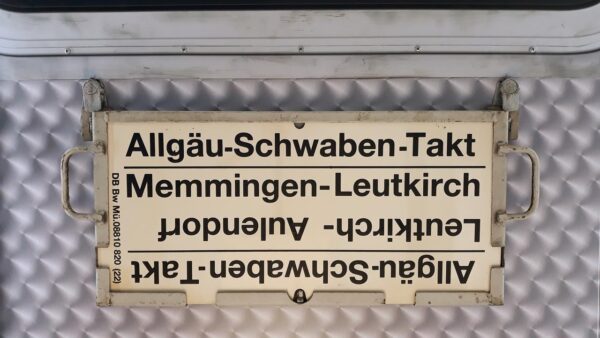 Allgäu-Schwaben-Takt
Memmingen-Leutkirch
Leutkirch - Aulendorf
Allgäu-Schwaben-Takt
DB Bw Mü.08810 820 (22)